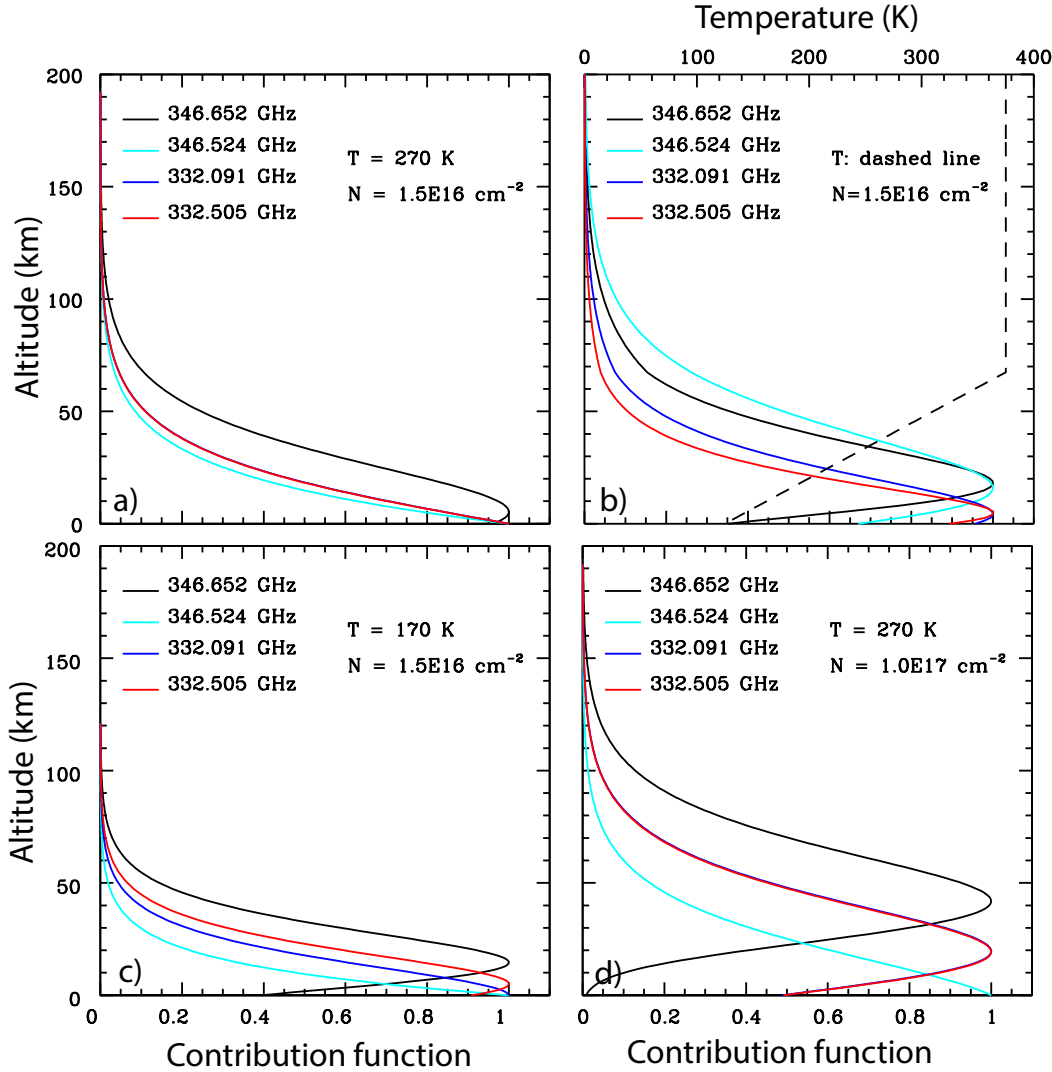 Temperature (K)
0 100 200 300 400
200
150
100
50
0
Altitude (km)
346.652 GHz
346.524 GHz
332.091 GHz
332.505 GHz
T = 270 K
N = 1.5E16 cm⁻²
a)
346.652 GHz
346.524 GHz
332.091 GHz
332.505 GHz
T: dashed line
N=1.5E16 cm⁻²
b)
200
150
100
50
0
Altitude (km)
346.652 GHz
346.524 GHz
332.091 GHz
332.505 GHz
T = 170 K
N = 1.5E16 cm⁻²
c)
346.652 GHz
346.524 GHz
332.091 GHz
332.505 GHz
T = 270 K
N = 1.0E17 cm⁻²
d)
0 0.2 0.4 0.6 0.8 1
0 0.2 0.4 0.6 0.8 1
Contribution function
Contribution function